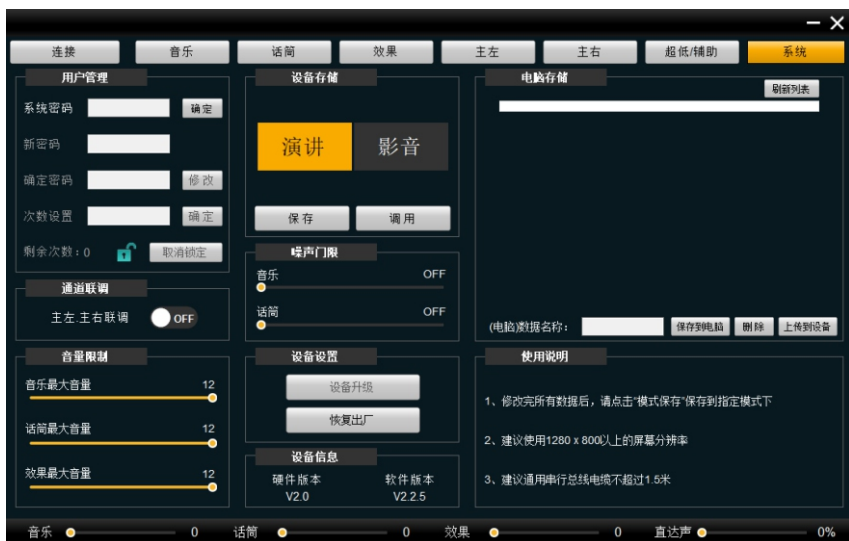 连接 音乐 话筒 效果 主左 主右 超低/辅助 系统
用户管理
系统密码 确定
新密码
确定密码 修改
次数设置 确定
剩余次数：0 取消锁定
通道联调
主左.主右联调 OFF
音量限制
音乐最大音量 12
话筒最大音量 12
效果最大音量 12
设备存储
演讲 影音
保存 调用
噪声门限
音乐 OFF
话筒 OFF
设备设置
设备升级
恢复出厂
设备信息
硬件版本 软件版本
V2.0 V2.2.5
电脑存储
刷新列表
(电脑)数据名称： 保存到电脑 删除 上传到设备
使用说明
1、修改完所有数据后，请点击“模式保存”保存到指定模式下
2、建议使用1280 x 800以上的屏幕分辨率
3、建议通用串行总线电缆不超过1.5米
音乐 0 话筒 0 效果 0 直达声 0%